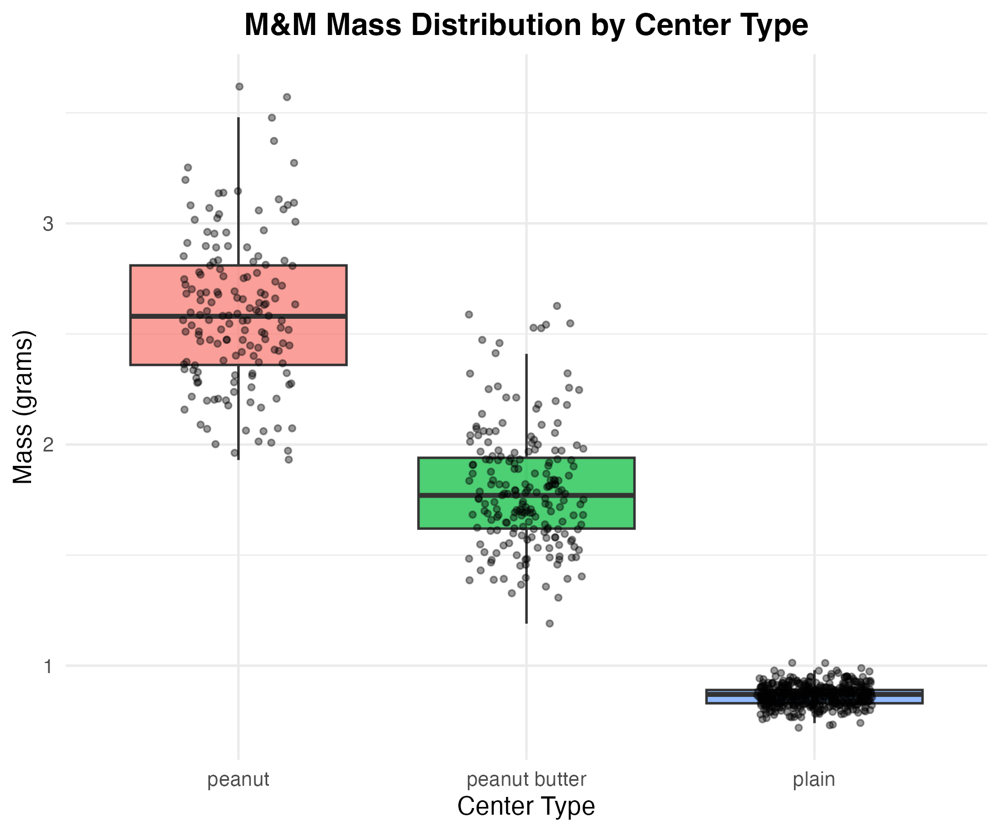 M&M Mass Distribution by Center Type
Mass (grams)
3
2
1
peanut
peanut butter
plain
Center Type